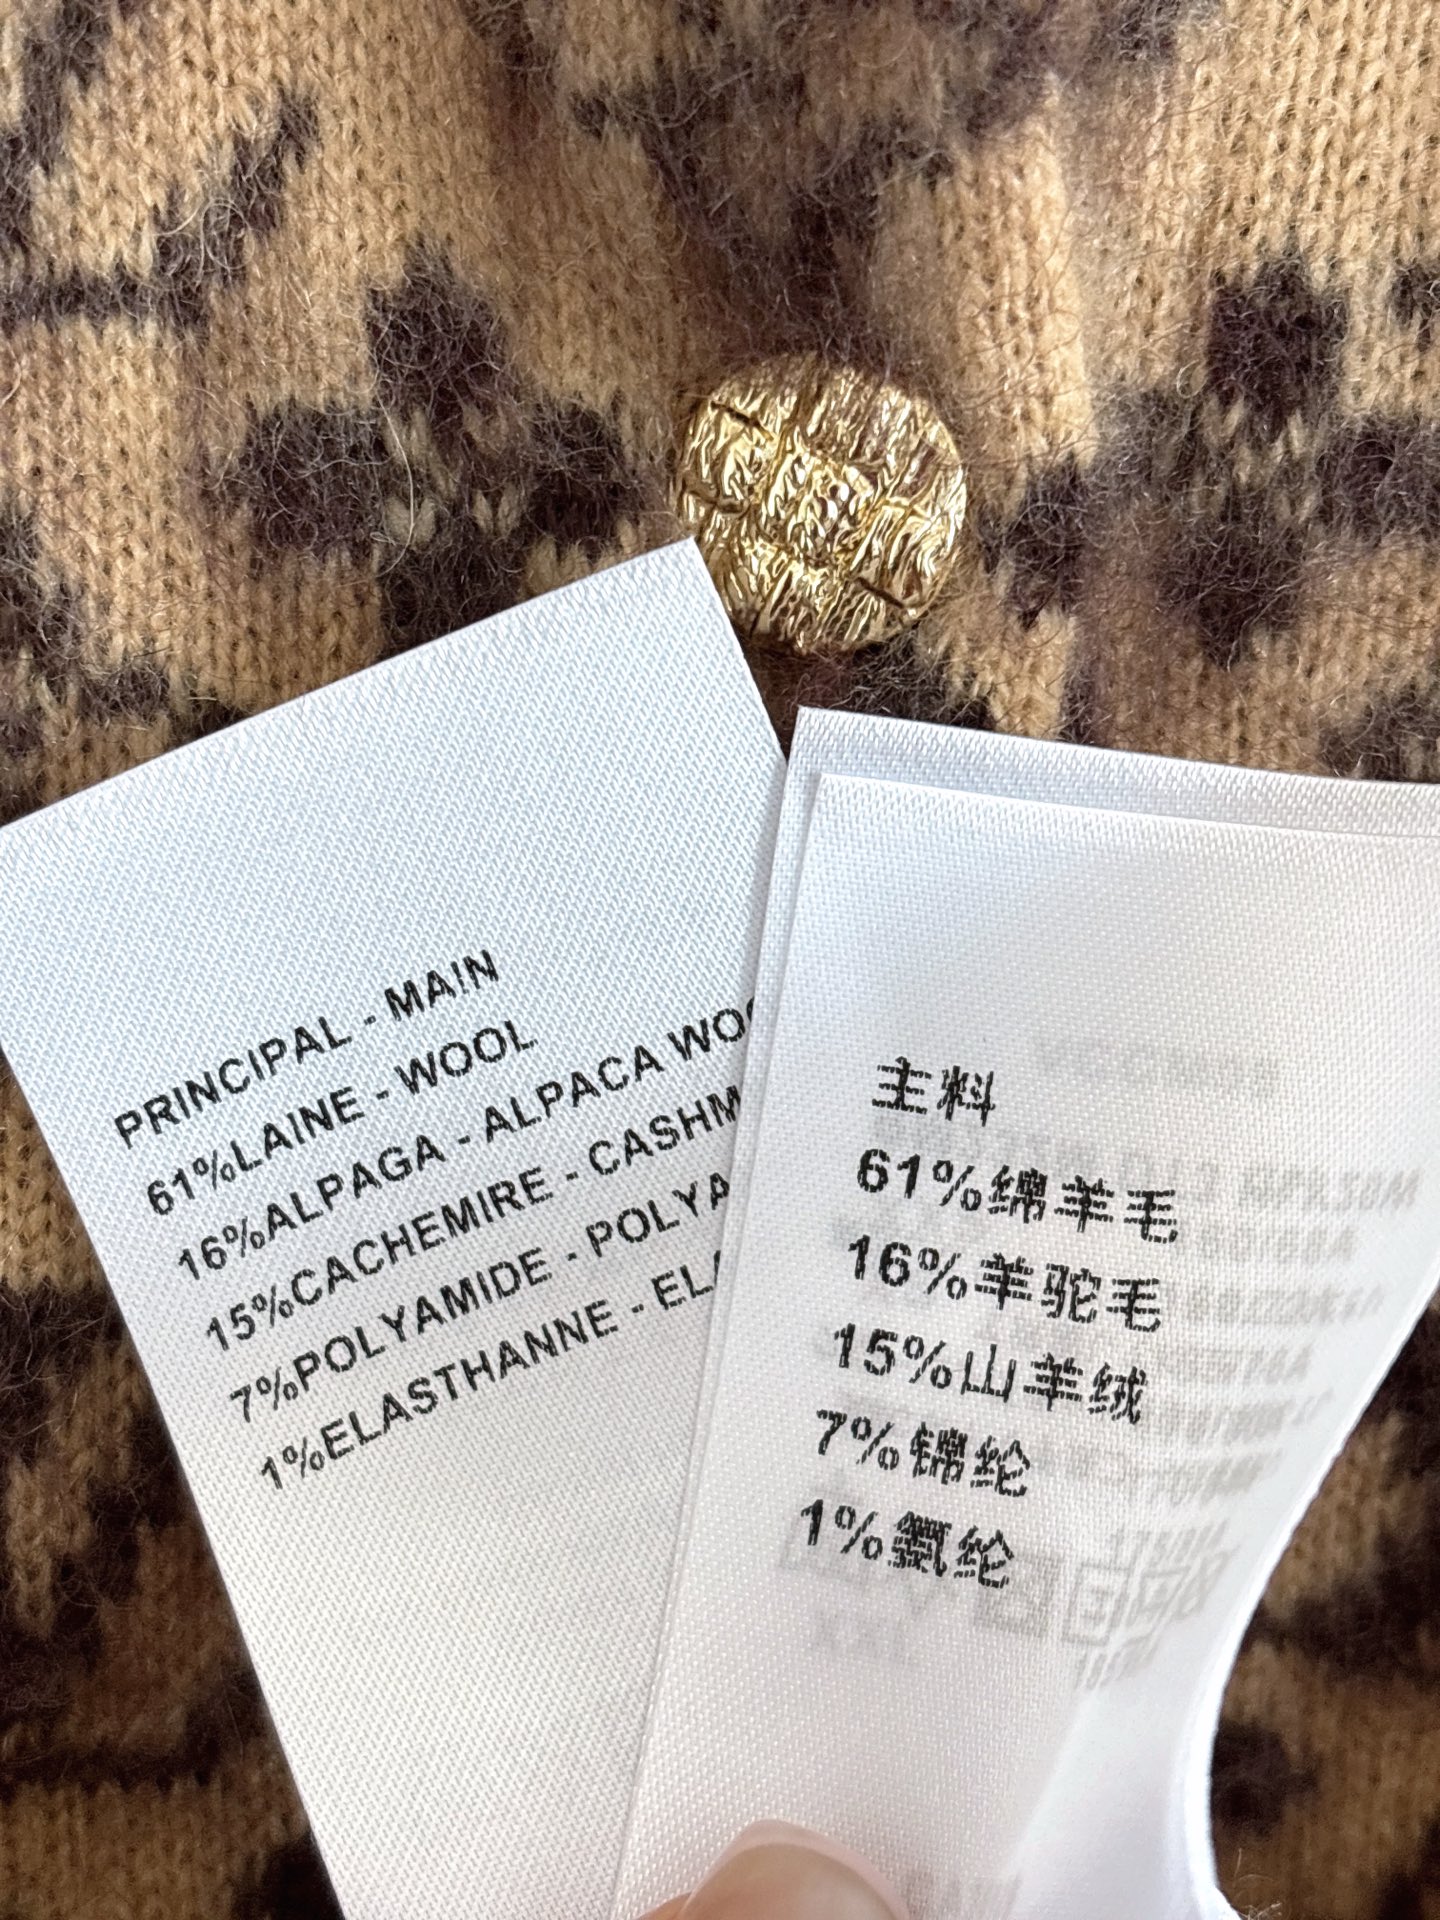 PRINCIPAL - MAIN
61%LAINE - WOOL
16%ALPAGA - ALPACA WOO
15%CACHEMIRE - CASHM
7%POLYAMIDE - POLYA
1%ELASTHANNE - ELA
主料
61%绵羊毛
16%羊驼毛
15%山羊绒
7%锦纶
1%氨纶